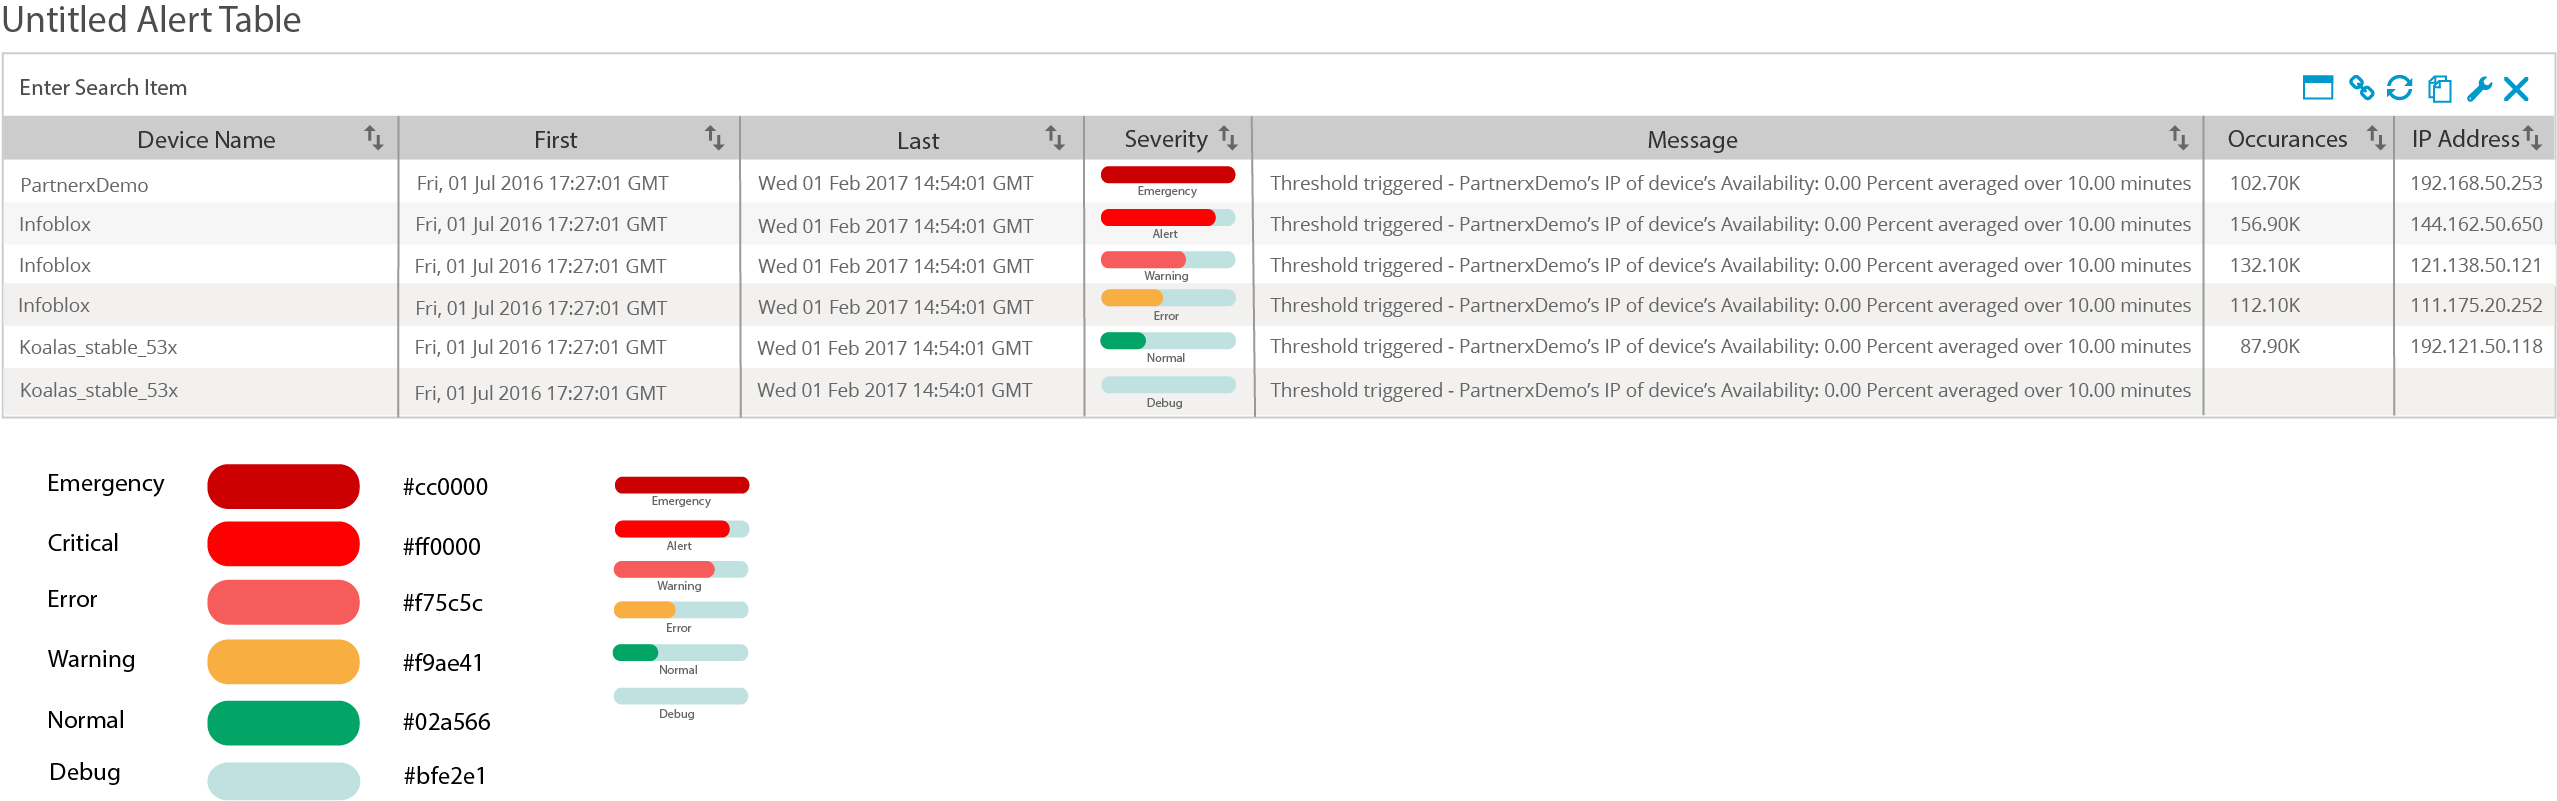 Untitled Alert Table
Enter Search Item
Device Name First Last Severity Message Occurances IP Address
PartnerxDemo Fri, 01 Jul 2016 17:27:01 GMT Wed 01 Feb 2017 14:54:01 GMT Emergency Threshold triggered - PartnerxDemo’s IP of device’s Availability: 0.00 Percent averaged over 10.00 minutes 102.70K 192.168.50.253
Infoblox Fri, 01 Jul 2016 17:27:01 GMT Wed 01 Feb 2017 14:54:01 GMT Alert Threshold triggered - PartnerxDemo’s IP of device’s Availability: 0.00 Percent averaged over 10.00 minutes 156.90K 144.162.50.650
Infoblox Fri, 01 Jul 2016 17:27:01 GMT Wed 01 Feb 2017 14:54:01 GMT Warning Threshold triggered - PartnerxDemo’s IP of device’s Availability: 0.00 Percent averaged over 10.00 minutes 132.10K 121.138.50.121
Infoblox Fri, 01 Jul 2016 17:27:01 GMT Wed 01 Feb 2017 14:54:01 GMT Error Threshold triggered - PartnerxDemo’s IP of device’s Availability: 0.00 Percent averaged over 10.00 minutes 112.10K 111.175.20.252
Koalas_stable_53x Fri, 01 Jul 2016 17:27:01 GMT Wed 01 Feb 2017 14:54:01 GMT Normal Threshold triggered - PartnerxDemo’s IP of device’s Availability: 0.00 Percent averaged over 10.00 minutes 87.90K 192.121.50.118
Koalas_stable_53x Fri, 01 Jul 2016 17:27:01 GMT Wed 01 Feb 2017 14:54:01 GMT Debug Threshold triggered - PartnerxDemo’s IP of device’s Availability: 0.00 Percent averaged over 10.00 minutes
Emergency #cc0000 Emergency
Critical #ff0000 Alert
Error #f75c5c Warning
Warning #f9ae41 Error
Normal #02a566 Normal
Debug #bfe2e1 Debug